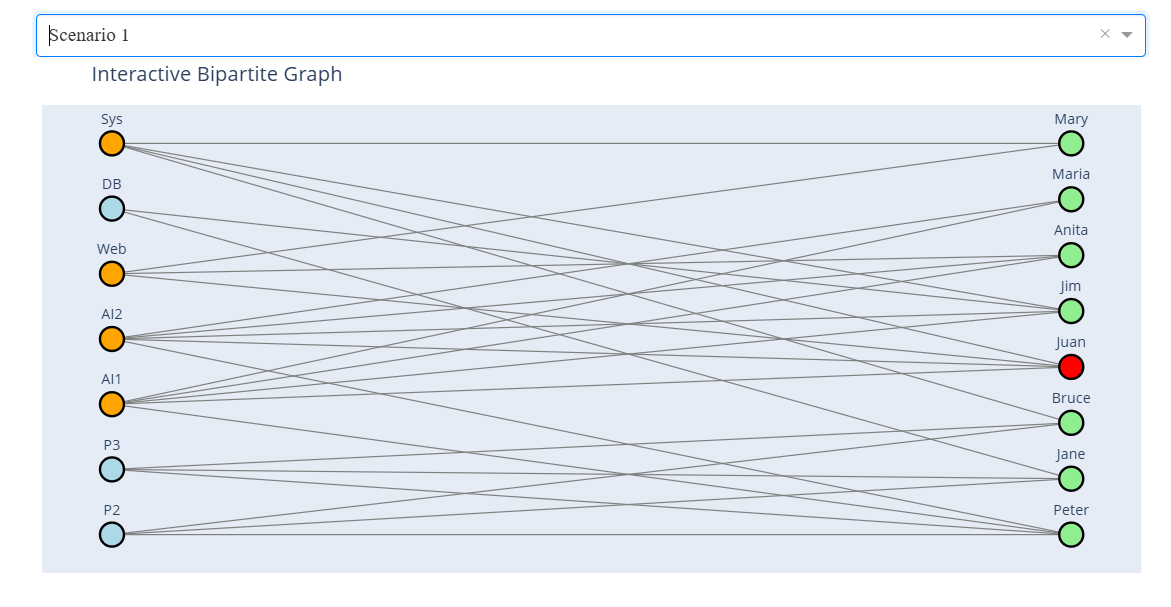 Scenario 1
Interactive Bipartite Graph
Sys
Mary
Maria
DB
Anita
Web
Jim
AI2
Juan
AI1
Bruce
P3
Jane
P2
Peter